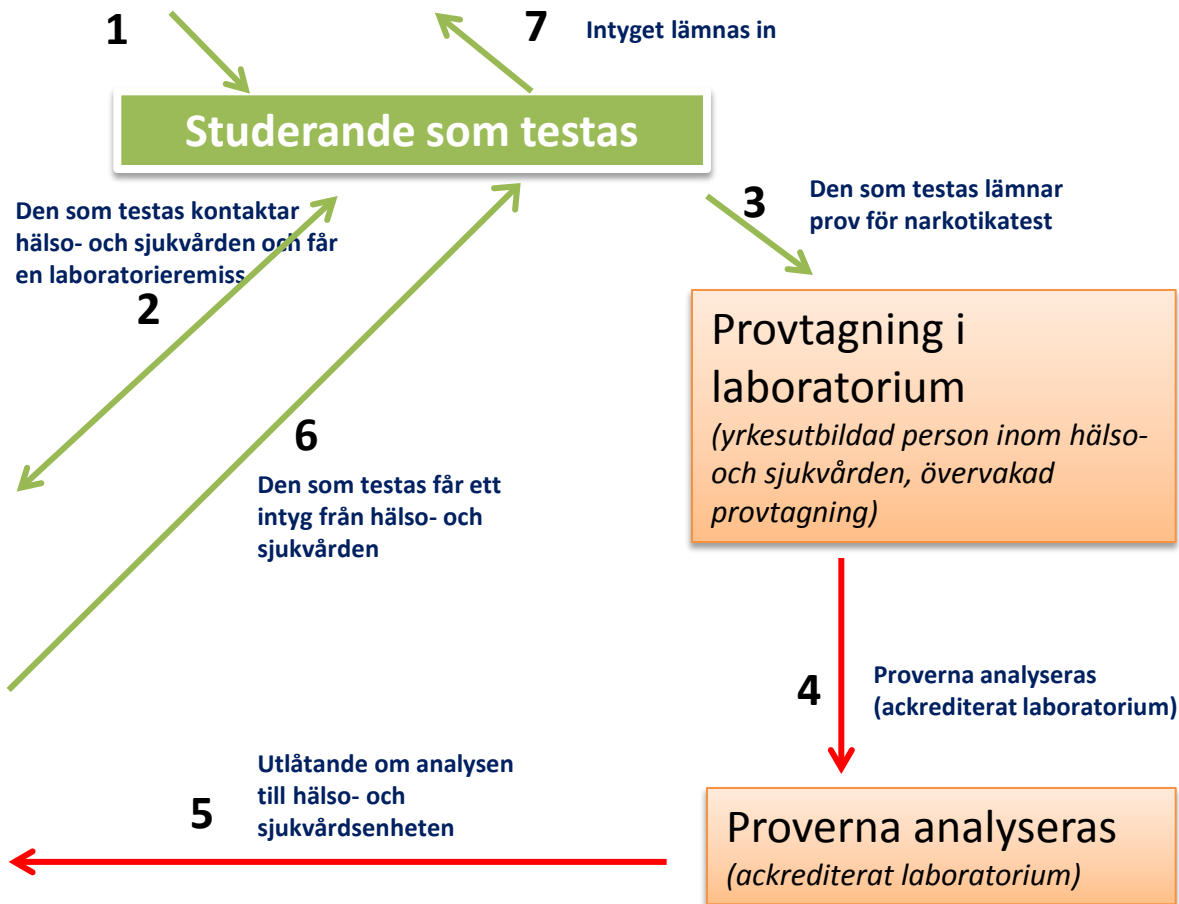 1
7
Intyget lämnas in
Studerande som testas
Den som testas kontaktar
hälso- och sjukvården och får
en laboratorieremiss
2
3
Den som testas lämnar
prov för narkotikatest
Provtagning i
laboratorium
(yrkesutbildad person inom hälso-
och sjukvården, övervakad
provtagning)
6
Den som testas får ett
intyg från hälso- och
sjukvården
4
Proverna analyseras
(ackrediterat laboratorium)
5
Utlåtande om analysen
till hälso- och
sjukvårdsenheten
Proverna analyseras
(ackrediterat laboratorium)